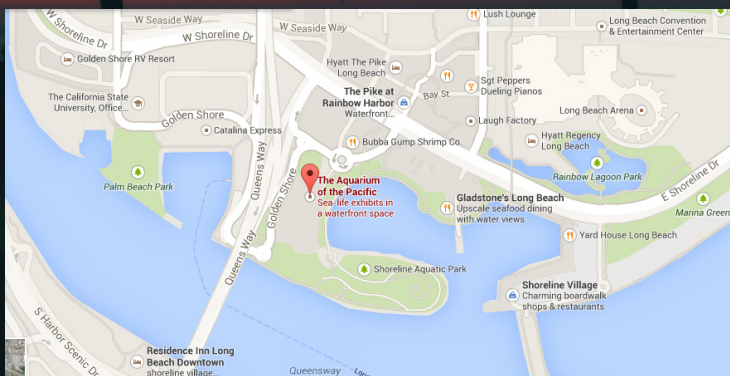 W Seaside Way
Lush Lounge
Long Beach Convention
& Entertainment Center
W Shoreline Dr
W Shoreline Dr
W Seaside Way
Golden Shore RV Resort
Hyatt The Pike
Long Beach
Sgt Peppers
Dueling Pianos
The Pike at
Rainbow Harbor
Waterfront...
Bay St
The California State
University, Office...
Golden Shore
Catalina Express
Laugh Factory
Long Beach Arena
Bubba Gump Shrimp Co.
Hyatt Regency
Long Beach
Palm Beach Park
Queens Way
Golden Shore
The Aquarium
of the Pacific
Sea-life exhibits in
a waterfront space
Rainbow Lagoon Park
E Shoreline Dr
Gladstone's Long Beach
Upscale seafood dining
with water views
Marina Green
Yard House Long Beach
Queens Way
Shoreline Aquatic Park
Shoreline Village
Charming boardwalk
shops & restaurants
S Harbor Scenic Dr
Residence Inn Long
Beach Downtown
shoreline village...
Queensway